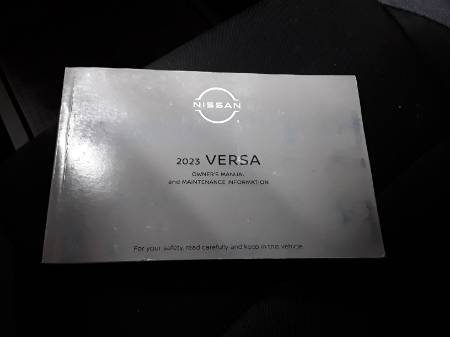 NISSAN
2023 VERSA
OWNER'S MANUAL
and MAINTENANCE INFORMATION
For your safety, read carefully and keep in this vehicle.